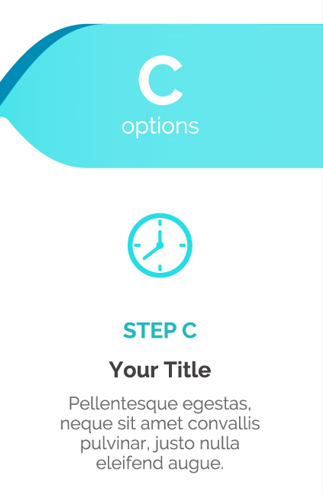 C
options
STEP C
Your Title
Pellentesque egestas,
neque sit amet convallis
pulvinar, justo nulla
eleifend augue.